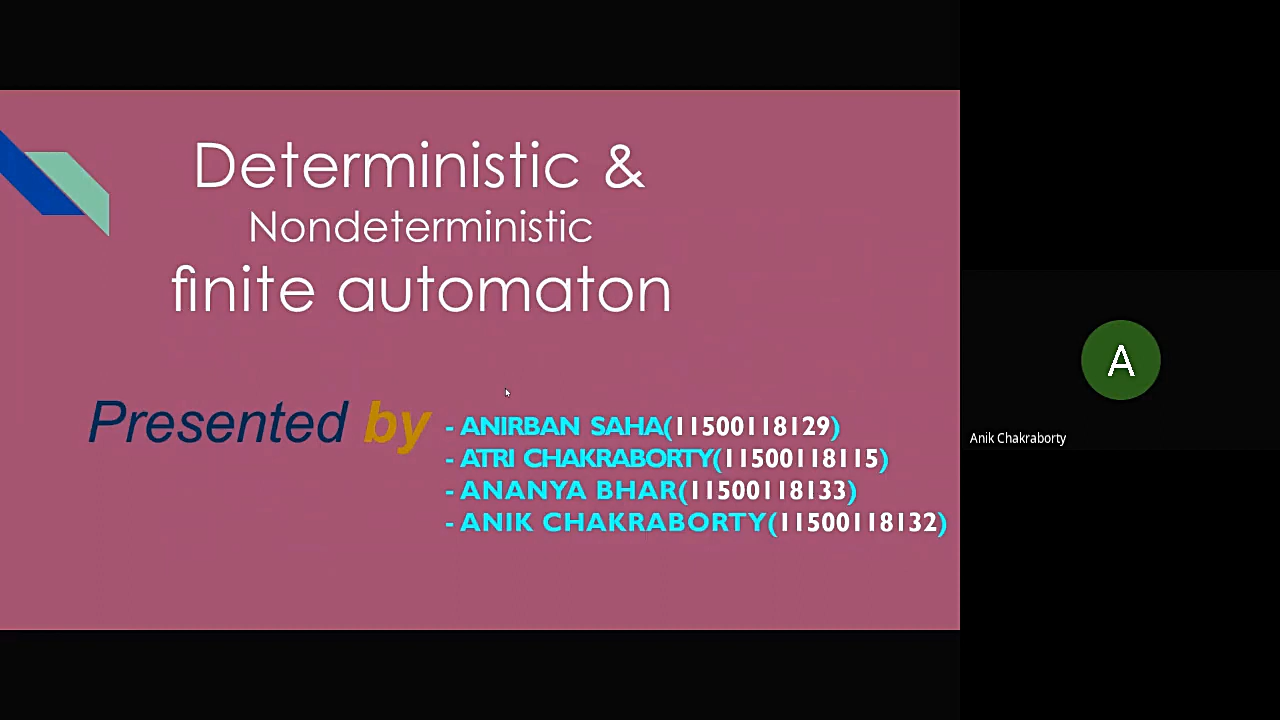 Deterministic &
Nondeterministic
finite automaton
Presented by
- ANIRBAN SAHA(11500118129)
- ATRI CHAKRABORTY(11500118115)
- ANANYA BHAR(11500118133)
- ANIK CHAKRABORTY(11500118132)
A
Anik Chakraborty